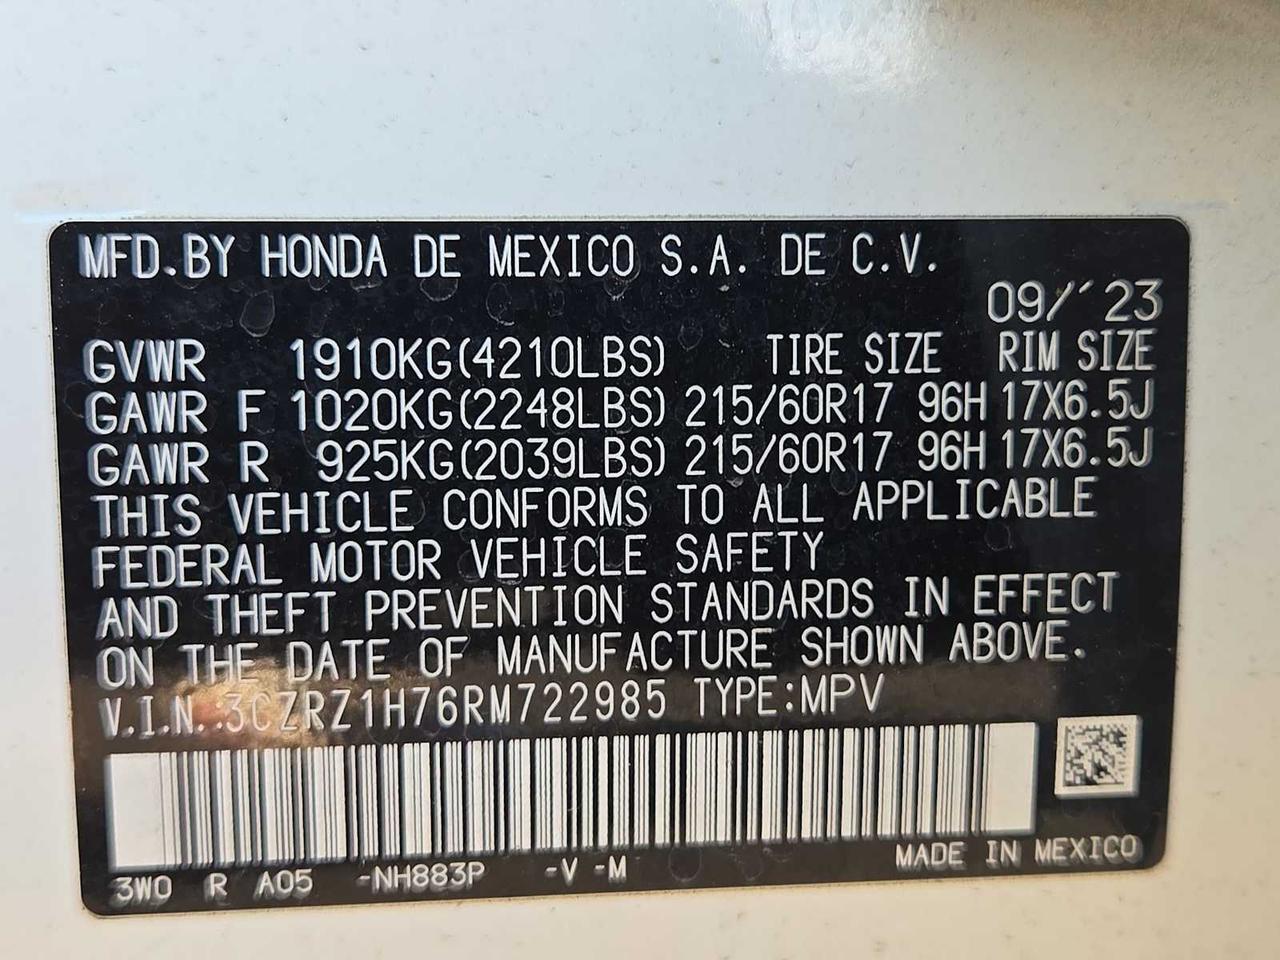 MFD.BY HONDA DE MEXICO S.A. DE C.V.
09/´23
GVWR 1910KG(4210LBS) TIRE SIZE RIM SIZE
GAWR F 1020KG(2248LBS) 215/60R17 96H 17X6.5J
GAWR R 925KG(2039LBS) 215/60R17 96H 17X6.5J
THIS VEHICLE CONFORMS TO ALL APPLICABLE
FEDERAL MOTOR VEHICLE SAFETY
AND THEFT PREVENTION STANDARDS IN EFFECT
ON THE DATE OF MANUFACTURE SHOWN ABOVE.
V.I.N.:3CZRZ1H76RM722985 TYPE:MPV
MADE IN MEXICO
3W0 R A05 -NH883P -V -M